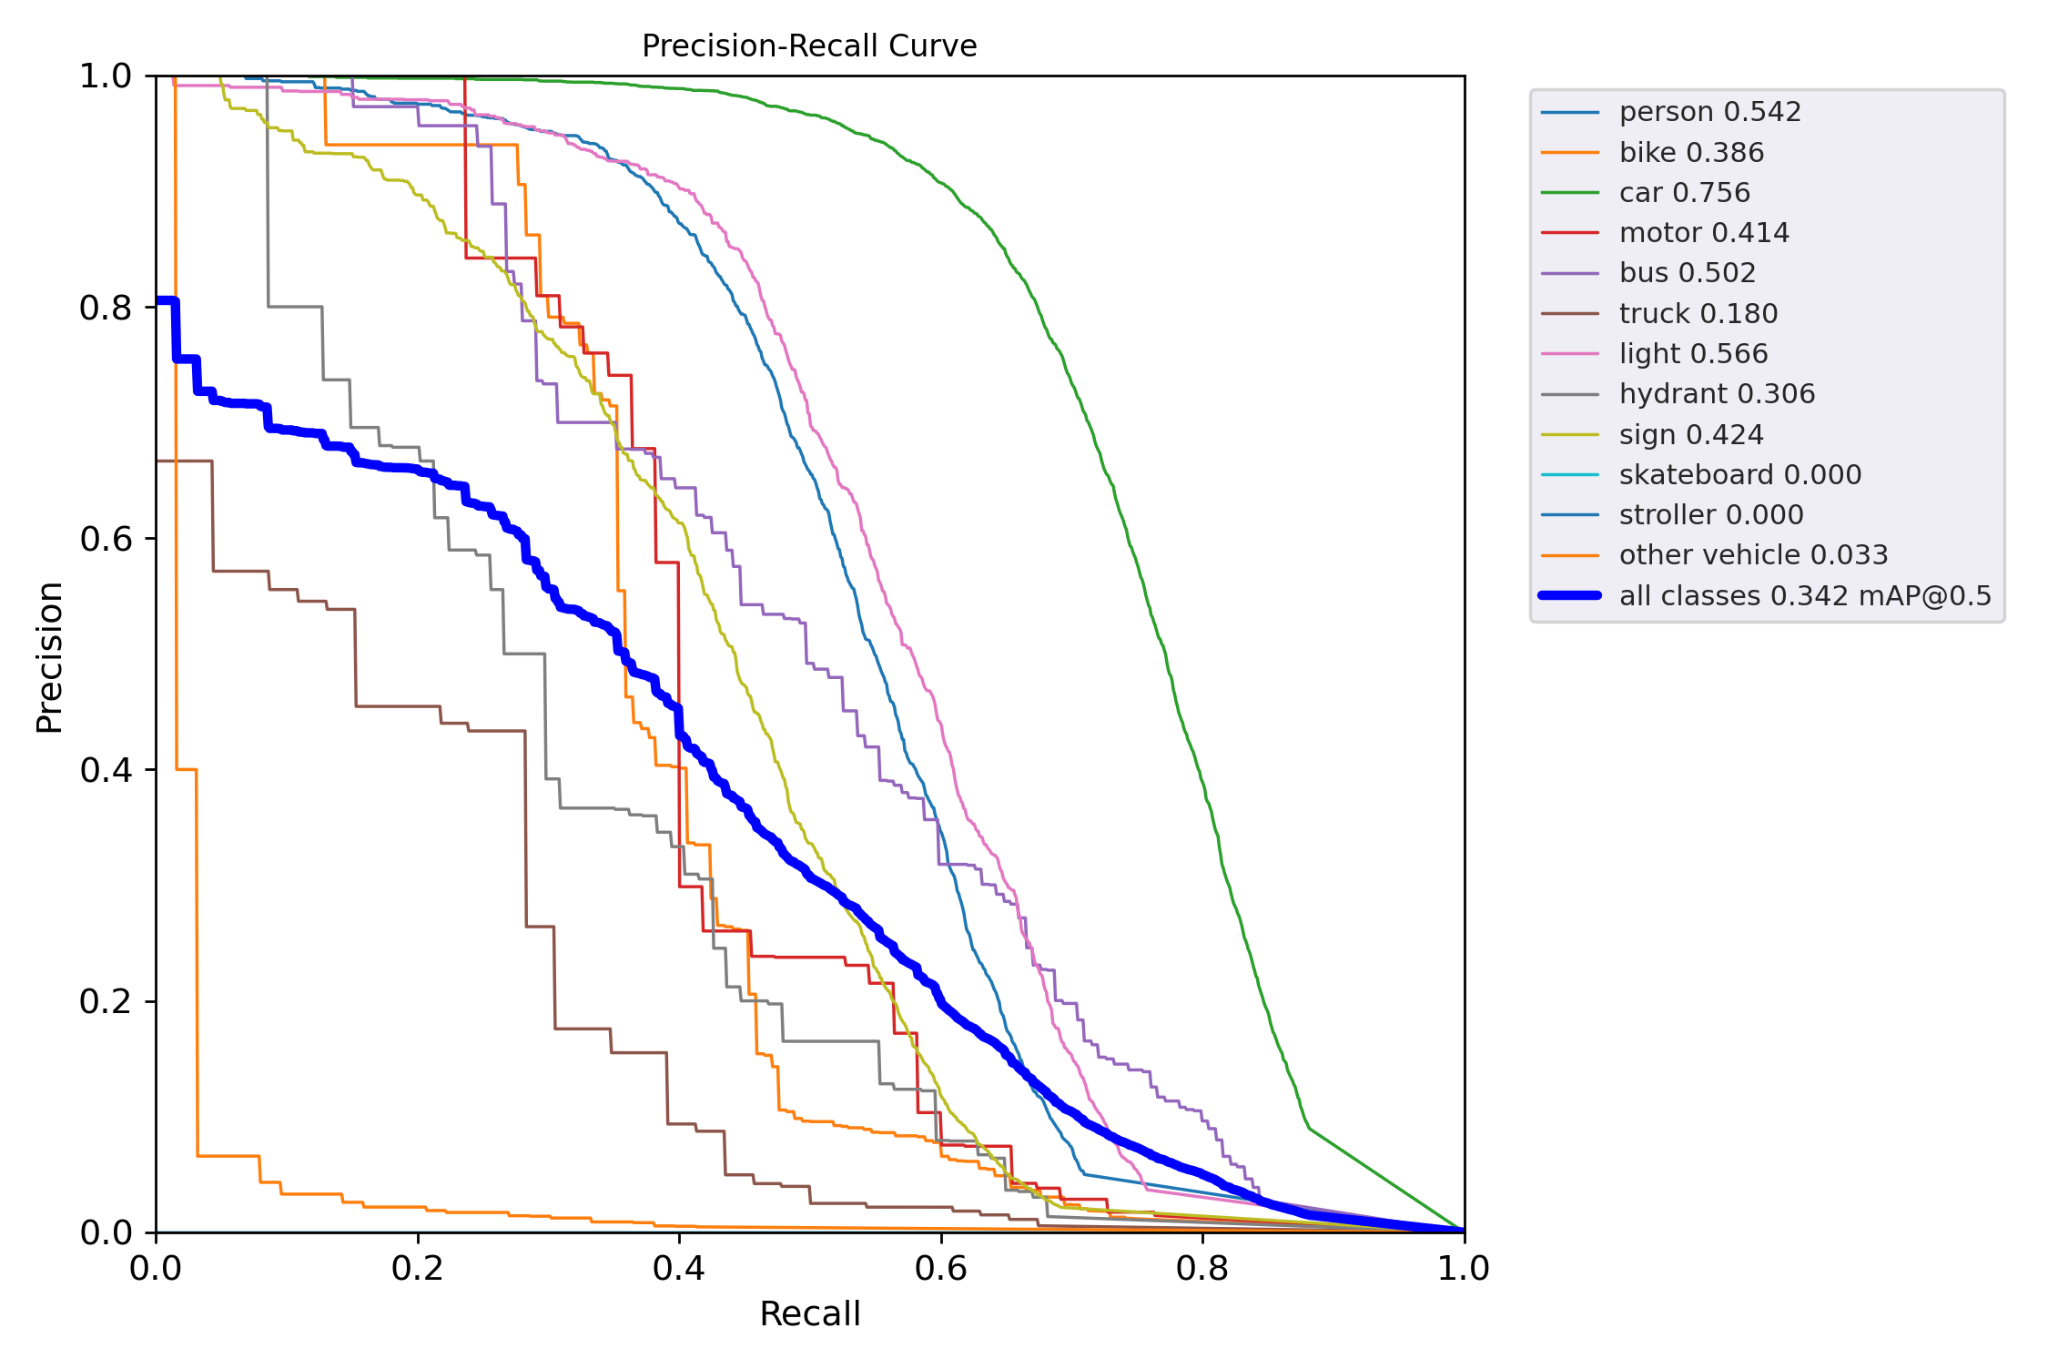 Precision-Recall Curve
1.0
0.8
0.6
0.4
0.2
0.0
Precision
0.0 0.2 0.4 0.6 0.8 1.0
Recall
person 0.542
bike 0.386
car 0.756
motor 0.414
bus 0.502
truck 0.180
light 0.566
hydrant 0.306
sign 0.424
skateboard 0.000
stroller 0.000
other vehicle 0.033
all classes 0.342 mAP@0.5